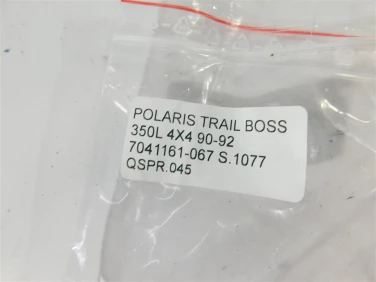 POLARIS TRAIL BOSS
350L 4X4 90-92
7041161-067 S.1077
QSPR.045